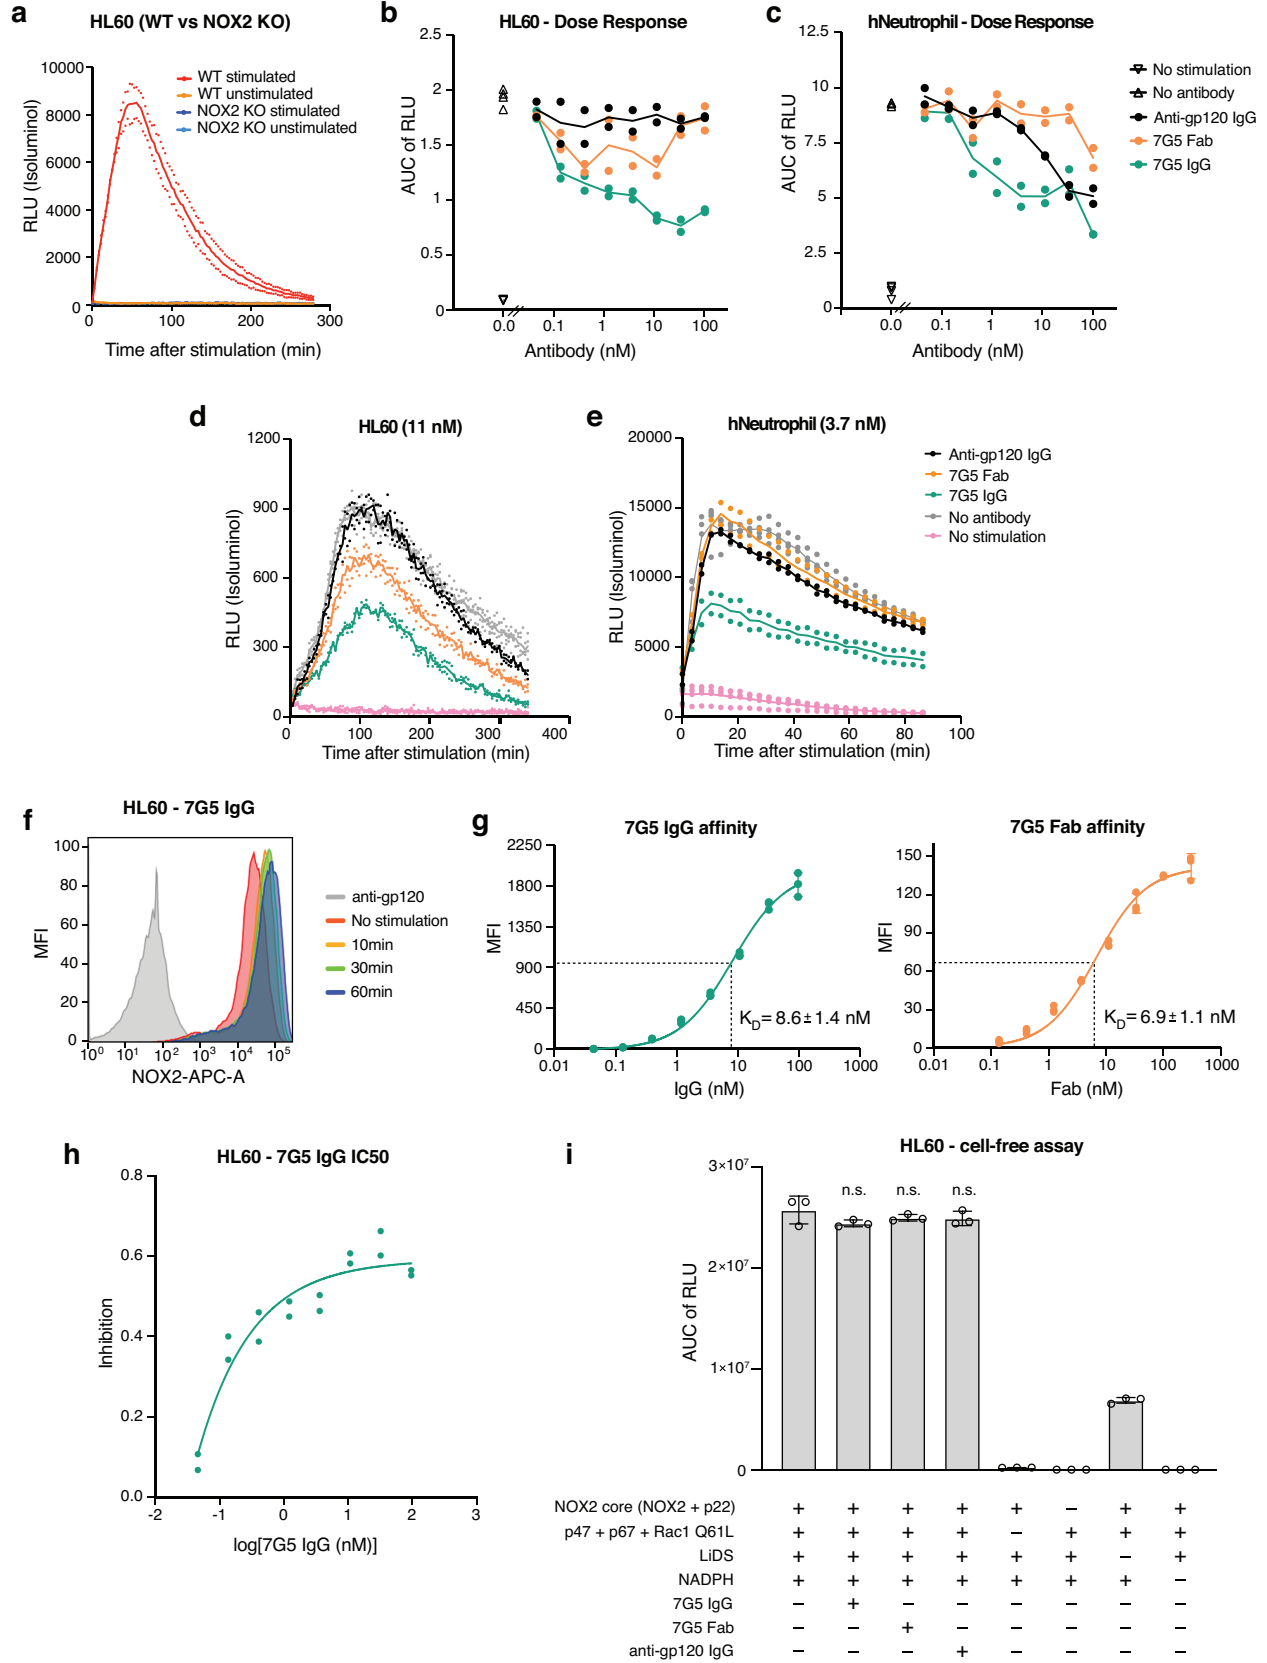 a
HL60 (WT vs NOX2 KO)
10000
8000
6000
4000
2000
0
RLU (Isoluminol)
WT stimulated
WT unstimulated
NOX2 KO stimulated
NOX2 KO unstimulated
0 100 200 300
Time after stimulation (min)
b
HL60 - Dose Response
2.5
2
1.5
1
0.5
0
AUC of RLU
0.0 0.1 1 10 100
Antibody (nM)
c
hNeutrophil - Dose Response
12.5
10
7.5
5
2.5
0
AUC of RLU
0.0 0.1 1 10 100
Antibody (nM)
No stimulation
No antibody
Anti-gp120 IgG
7G5 Fab
7G5 IgG
d
HL60 (11 nM)
1200
900
600
300
0
RLU (Isoluminol)
0 100 200 300 400
Time after stimulation (min)
e
hNeutrophil (3.7 nM)
20000
15000
10000
5000
0
RLU (Isoluminol)
0 20 40 60 80 100
Time after stimulation (min)
Anti-gp120 IgG
7G5 Fab
7G5 IgG
No antibody
No stimulation
f
HL60 - 7G5 IgG
100
80
60
40
20
0
MFI
10⁰ 10¹ 10² 10³ 10⁴ 10⁵
NOX2-APC-A
anti-gp120
No stimulation
10min
30min
60min
g
7G5 IgG affinity
2250
1800
1350
900
450
0
MFI
K_D = 8.6 ± 1.4 nM
0.01 0.1 1 10 100 1000
IgG (nM)
7G5 Fab affinity
150
120
90
60
30
0
MFI
K_D = 6.9 ± 1.1 nM
0.01 0.1 1 10 100 1000
Fab (nM)
h
HL60 - 7G5 IgG IC50
0.8
0.6
0.4
0.2
0.0
Inhibition
-2 -1 0 1 2 3
log[7G5 IgG (nM)]
i
HL60 - cell-free assay
3×10⁷
2×10⁷
1×10⁷
0
AUC of RLU
n.s. n.s. n.s.
NOX2 core (NOX2 + p22) + + + + + – + +
p47 + p67 + Rac1 Q61L + + + + – + + +
LiDS + + + + + + – +
NADPH + + + + + + + –
7G5 IgG – + – – – – – –
7G5 Fab – – + – – – – –
anti-gp120 IgG – – – + – – – –